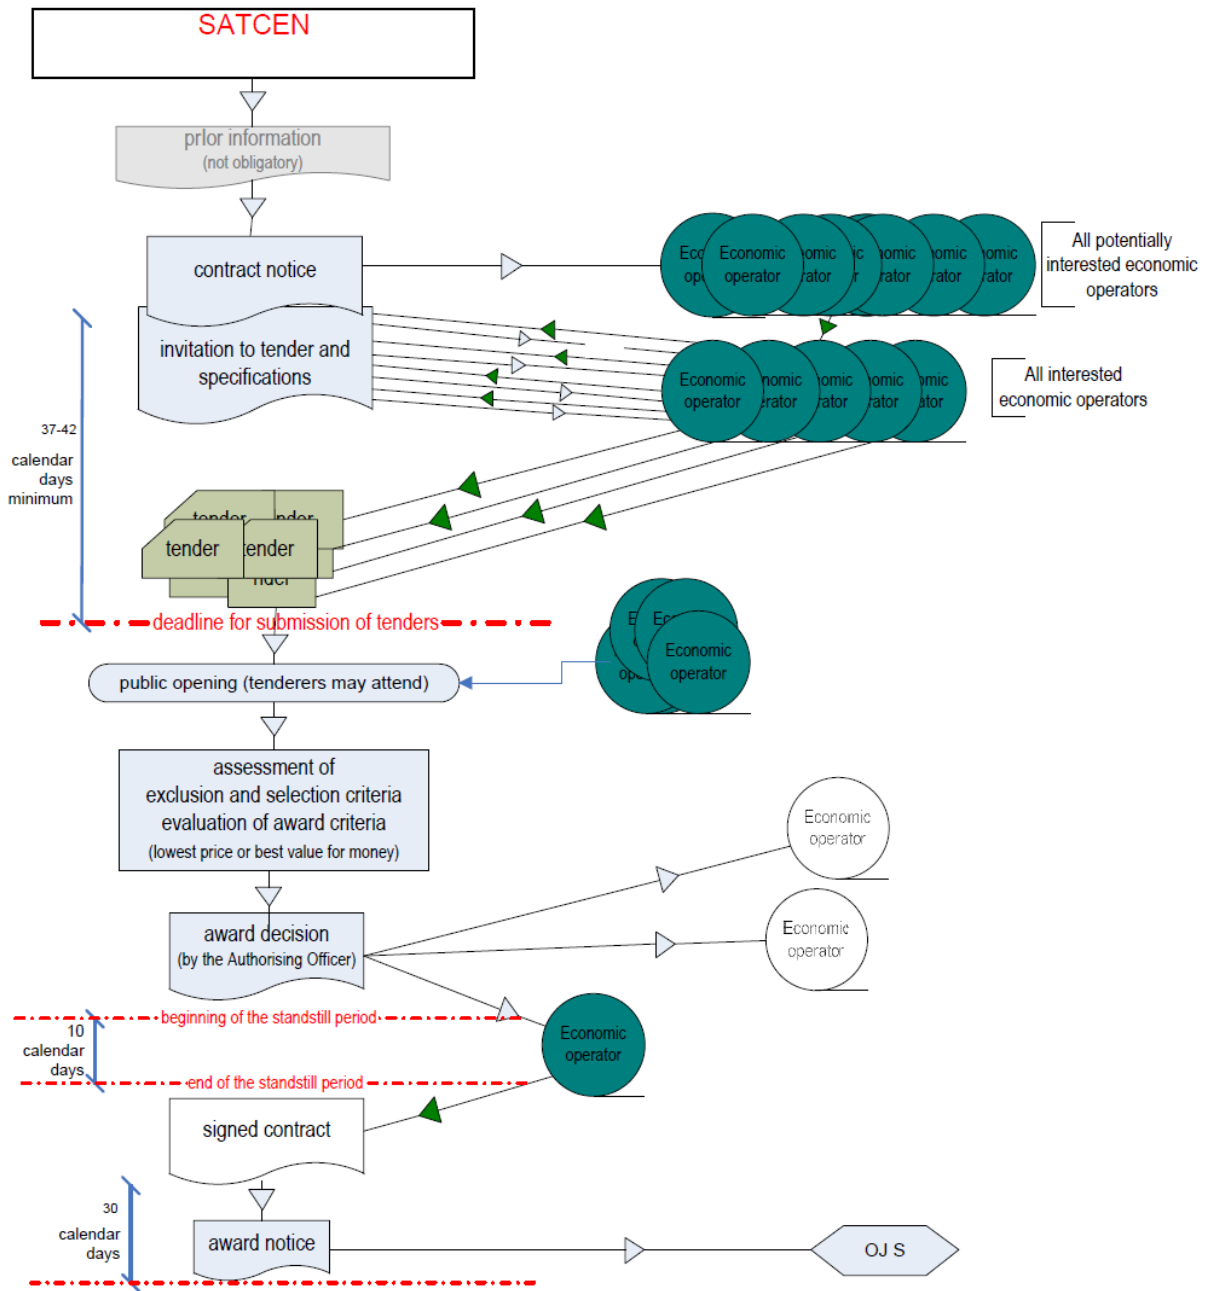 SATCEN
prIor information
(not obligatory)
contract notice
Economic
operator
All potentially
interested economic
operators
invitation to tender and
specifications
Economic
operator
All interested
economic operators
37-42
calendar
days
minimum
tender
tender
tender
deadline for submission of tenders
public opening (tenderers may attend)
Economic
operator
assessment of
exclusion and selection criteria
evaluation of award criteria
(lowest price or best value for money)
Economic
operator
award decision
(by the Authorising Officer)
Economic
operator
beginning of the standstill period
10
calendar
days
Economic
operator
end of the standstill period
signed contract
30
calendar
days
award notice
OJ S